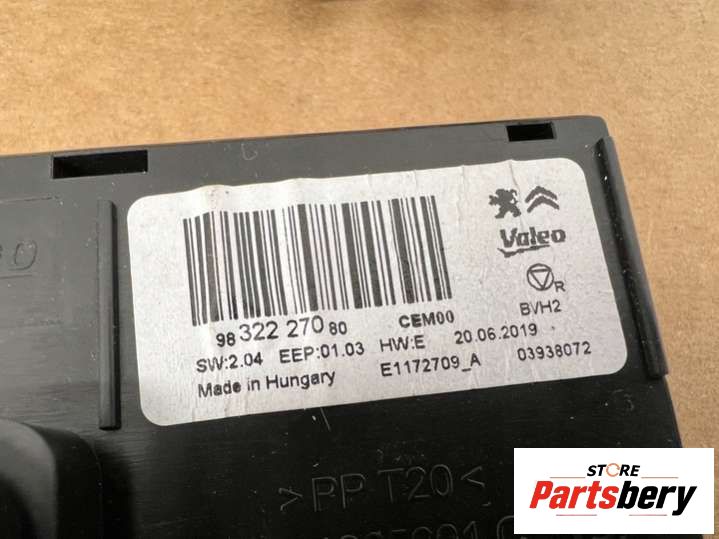 Valeo
R
BVH2
98 322 270 80 CEM00
SW:2.04 EEP:01.03 HW:E 20.06.2019
Made in Hungary E1172709_A 03938072
>PP T20<
STORE
Partsbery